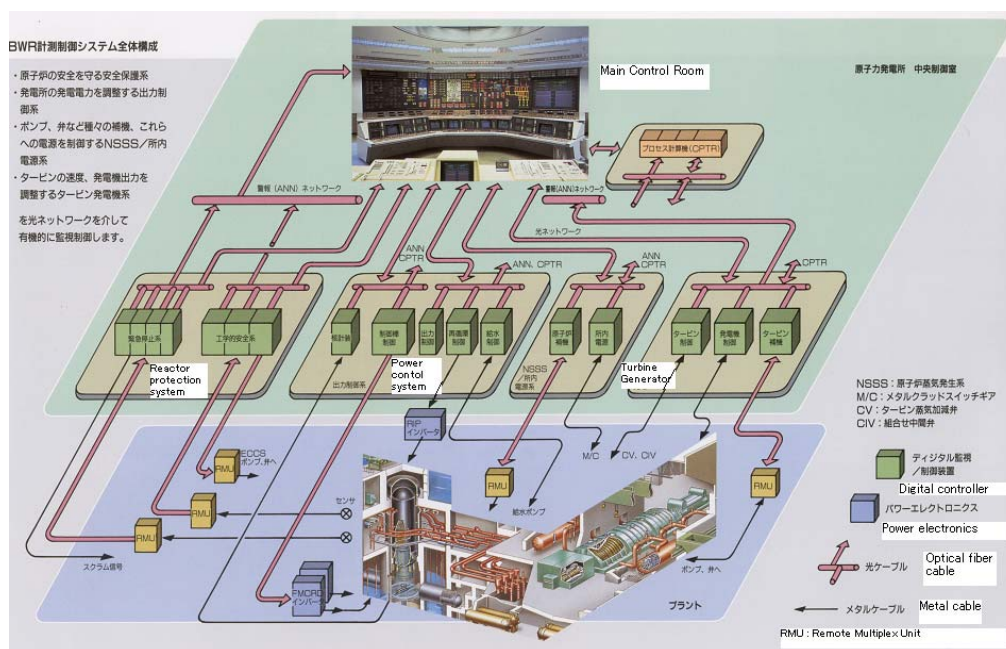 BWR計測制御システム全体構成
・原子炉の安全を守る安全保護系
・発電所の発電電力を調整する出力制
御系
・ポンプ、弁など種々の補機、これら
への電源を制御するNSSS／所内
電源系
・タービンの速度、発電機出力を
調整するタービン発電機系
を光ネットワークを介して
有機的に監視制御します。
Main Control Room
原子力発電所 中央制御室
プロセス計算機(CPTR)
警報（ANN）ネットワーク
警報(ANN)ネットワーク
光ネットワーク
ANN
CPTR
ANN、CPTR
ANN
CPTR
CPTR
緊急停止系
工学的安全系
核計装
制御棒
制御
出力
制御
再循環
制御
給水
制御
原子炉
補機
所内
電源
タービン
制御
発電機
制御
タービン
補機
Reactor
protection
system
出力制御系
Power
contol
system
NSSS
／所内
電源系
Turbine
Generator
NSSS：原子炉蒸気発生系
M/C：メタルクラッドスイッチギア
CV：タービン蒸気加減弁
CIV：組合せ中間弁
RIP
インバータ
M/C
CV、CIV
ECCS
ポンプ、弁へ
RMU
RMU
RMU
RMU
RMU
センサ
給水ポンプ
スクラム信号
FMCRD
インバータ
ポンプ、弁へ
プラント
ディジタル監視
／制御装置
Digital controller
パワーエレクトロニクス
Power electronics
光ケーブル
Optical fiber
cable
メタルケーブル
Metal cable
RMU : Remote Multiplex Unit